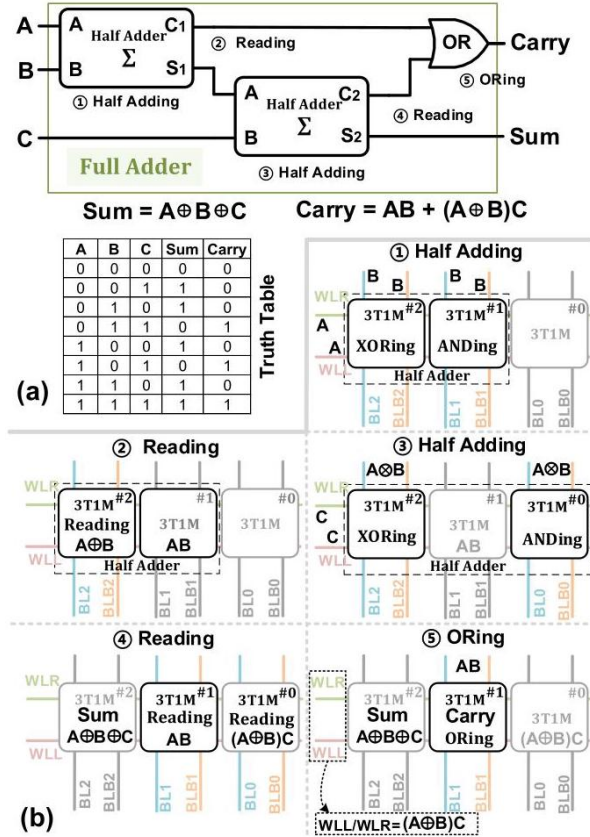 A A Half Adder C1 ② Reading OR Carry
Σ
B B S1 ⑤ ORing
① Half Adding
A Half Adder C2
Σ ④ Reading
C B S2 Sum
Full Adder ③ Half Adding
Sum = A⊕B⊕C Carry = AB + (A⊕B)C
A B C Sum Carry
0 0 0 0 0
0 0 1 1 0
0 1 0 1 0
0 1 1 0 1
1 0 0 1 0
1 0 1 0 1
1 1 0 1 0
1 1 1 1 1
Truth Table
(a)
① Half Adding
B B B B
WLR
A
A
WLL
3T1M #2
XORing
3T1M #1
ANDing
3T1M #0
Half Adder
BL2 BLB2 BL1 BLB1 BL0 BLB0
② Reading
WLR
WLL
3T1M #2
Reading
A⊕B
3T1M #1
AB
3T1M #0
Half Adder
BL2 BLB2 BL1 BLB1 BL0 BLB0
③ Half Adding
A⊗B A⊗B
WLR
C
C
WLL
3T1M #2
XORing
3T1M #1
AB
3T1M #0
ANDing
Half Adder
BL2 BLB2 BL1 BLB1 BL0 BLB0
④ Reading
WLR
WLL
3T1M #2
Sum
A⊕B⊕C
3T1M #1
Reading
AB
3T1M #0
Reading
(A⊕B)C
BL2 BLB2 BL1 BLB1 BL0 BLB0
(b)
⑤ ORing
AB
WLR
WLL
3T1M #2
Sum
A⊕B⊕C
3T1M #1
Carry
ORing
3T1M #0
(A⊕B)C
BL2 BLB2 BL1 BLB1 BL0 BLB0
WLL/WLR= (A⊕B)C